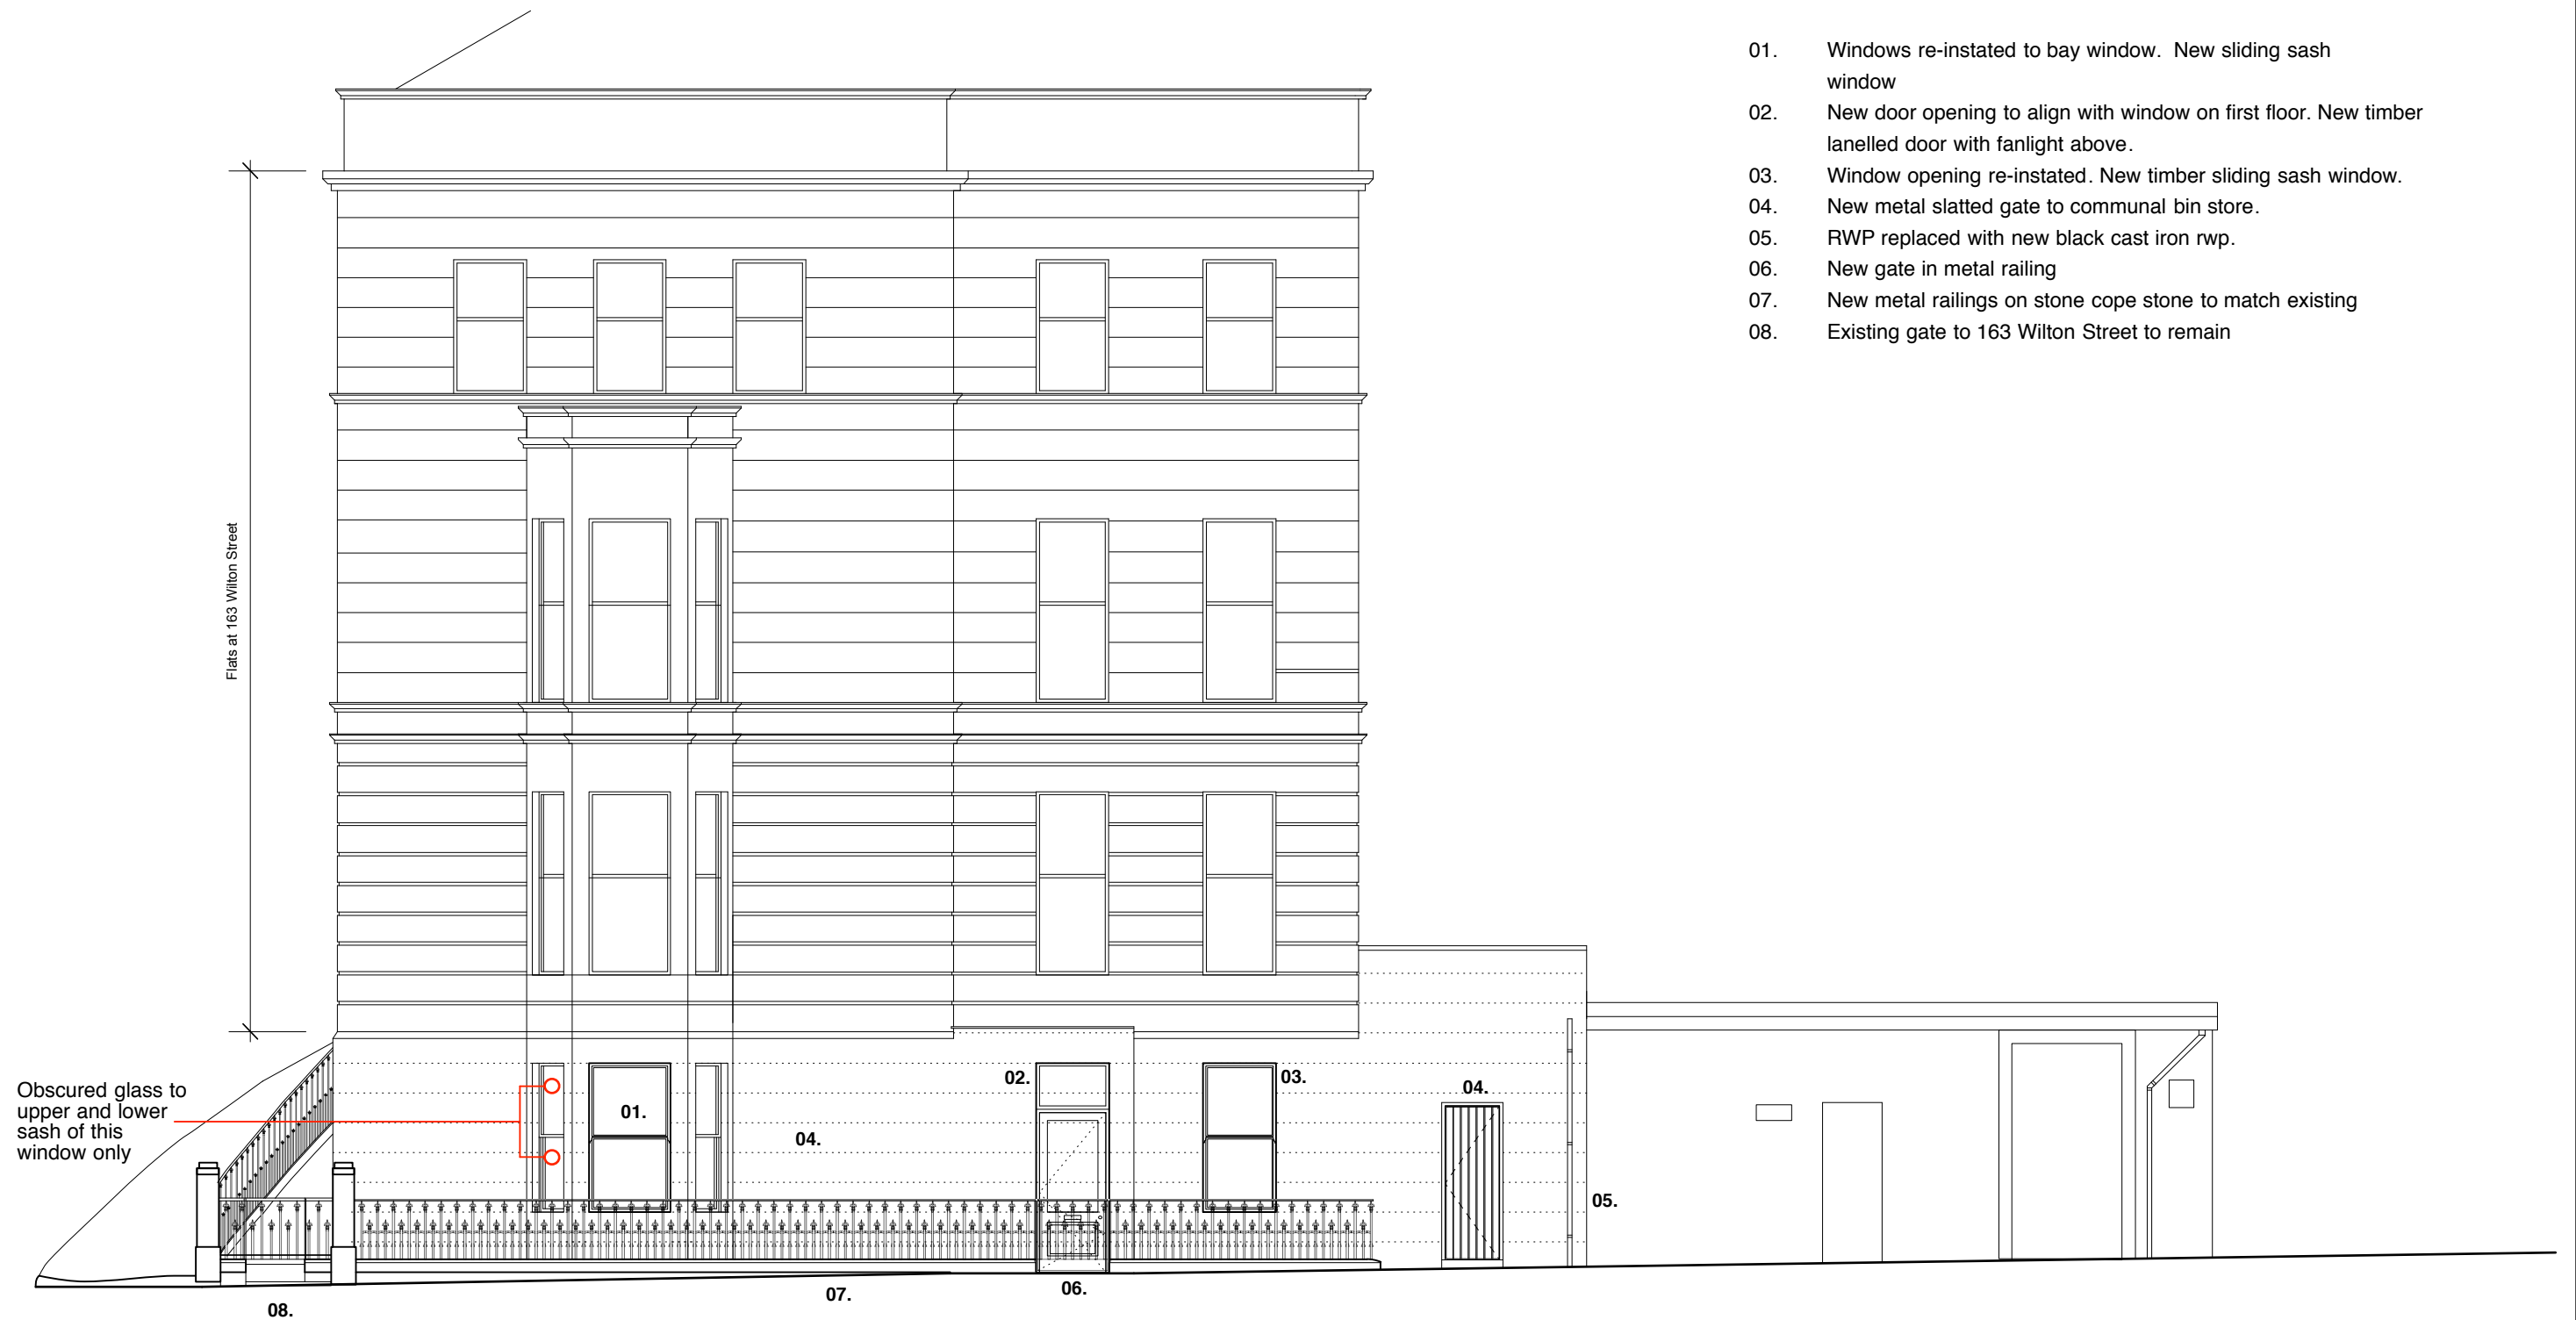 01. Windows re-instated to bay window. New sliding sash
window
02. New door opening to align with window on first floor. New timber
lanelled door with fanlight above.
03. Window opening re-instated. New timber sliding sash window.
04. New metal slatted gate to communal bin store.
05. RWP replaced with new black cast iron rwp.
06. New gate in metal railing
07. New metal railings on stone cope stone to match existing
08. Existing gate to 163 Wilton Street to remain
Flats at 163 Wilton Street
Obscured glass to
upper and lower
sash of this
window only
01.
04.
02.
03.
04.
05.
06.
07.
08.